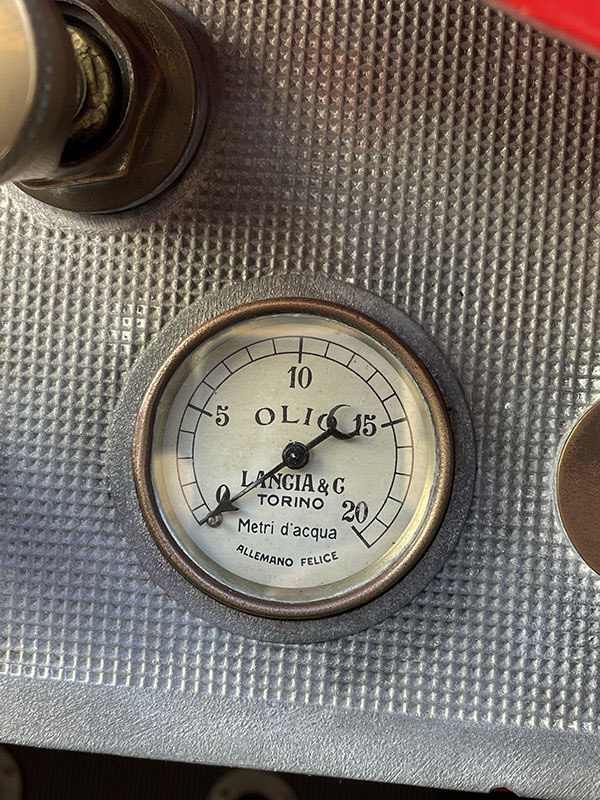 10
5
15
OLIO
0
20
LANCIA & C
TORINO
Metri d'acqua
ALLEMANO FELICE